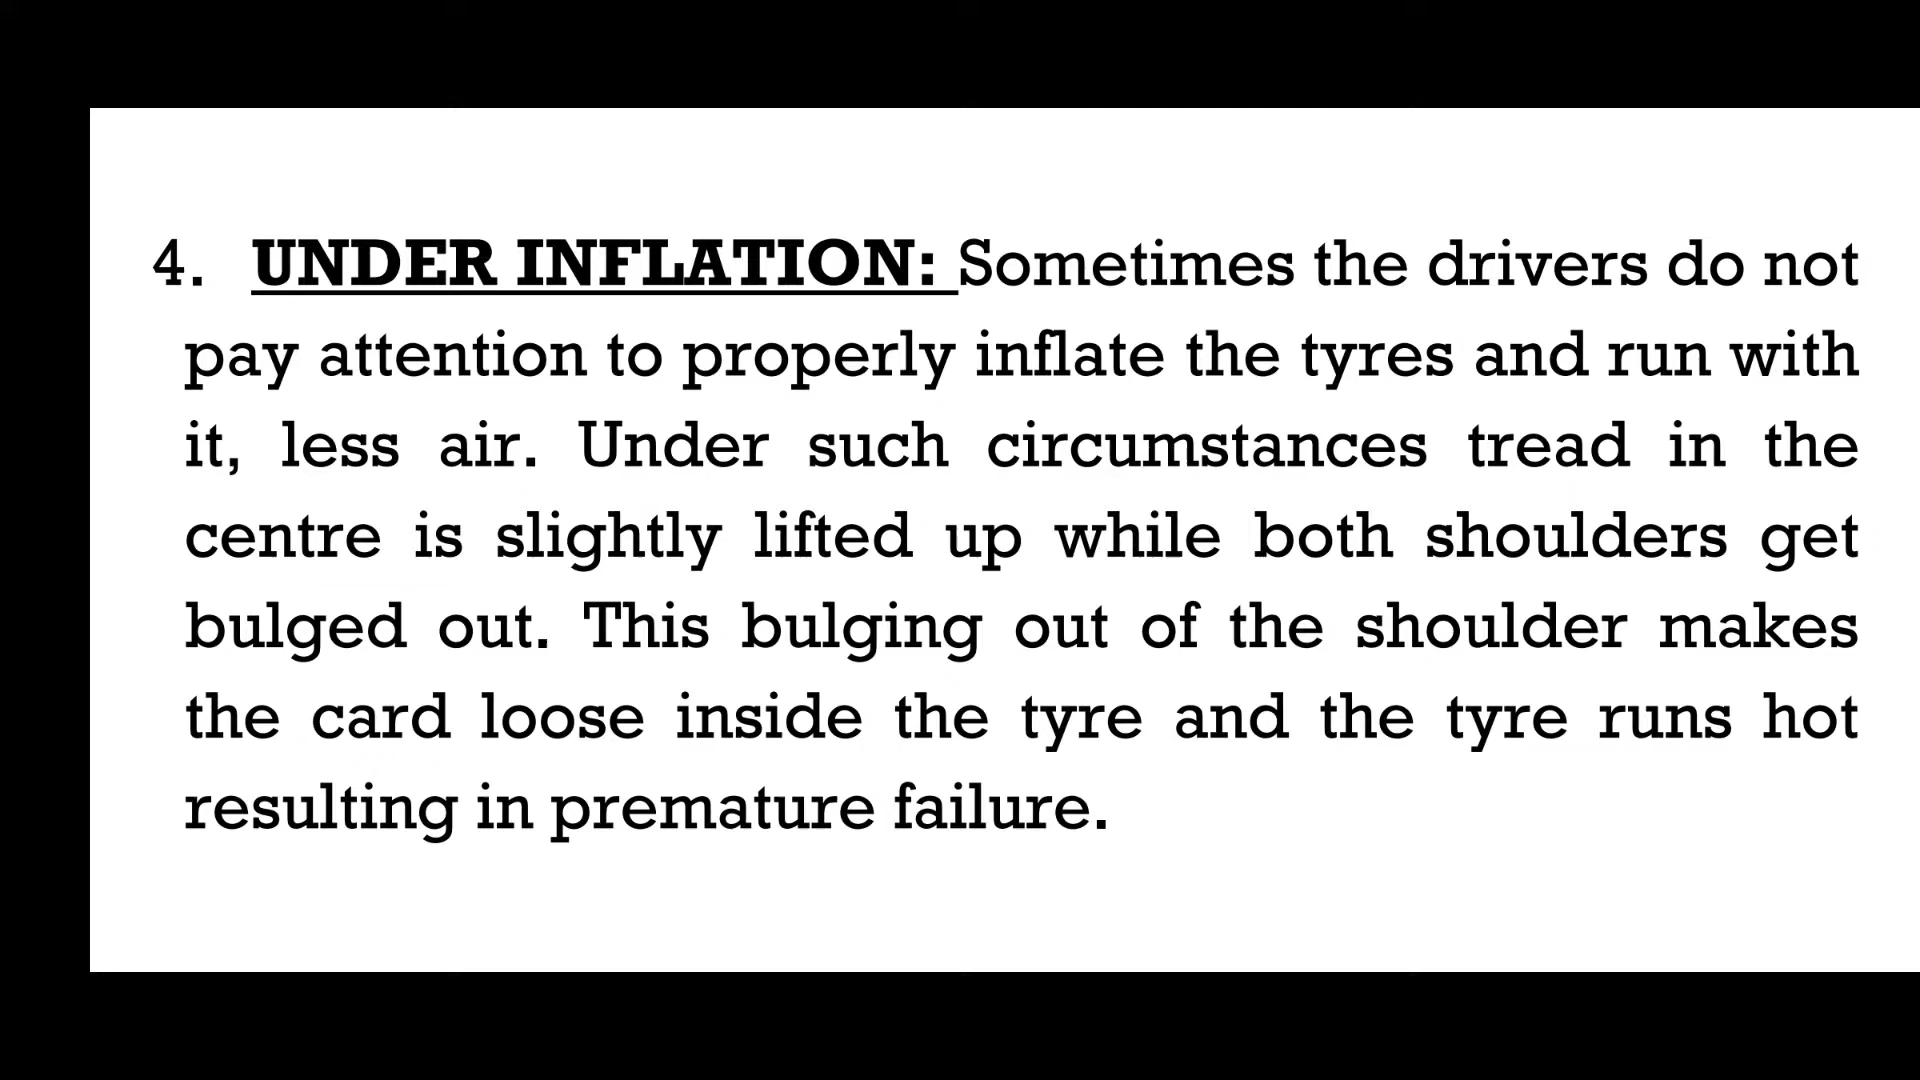 4. UNDER INFLATION: Sometimes the drivers do not
pay attention to properly inflate the tyres and run with
it, less air. Under such circumstances tread in the
centre is slightly lifted up while both shoulders get
bulged out. This bulging out of the shoulder makes
the card loose inside the tyre and the tyre runs hot
resulting in premature failure.